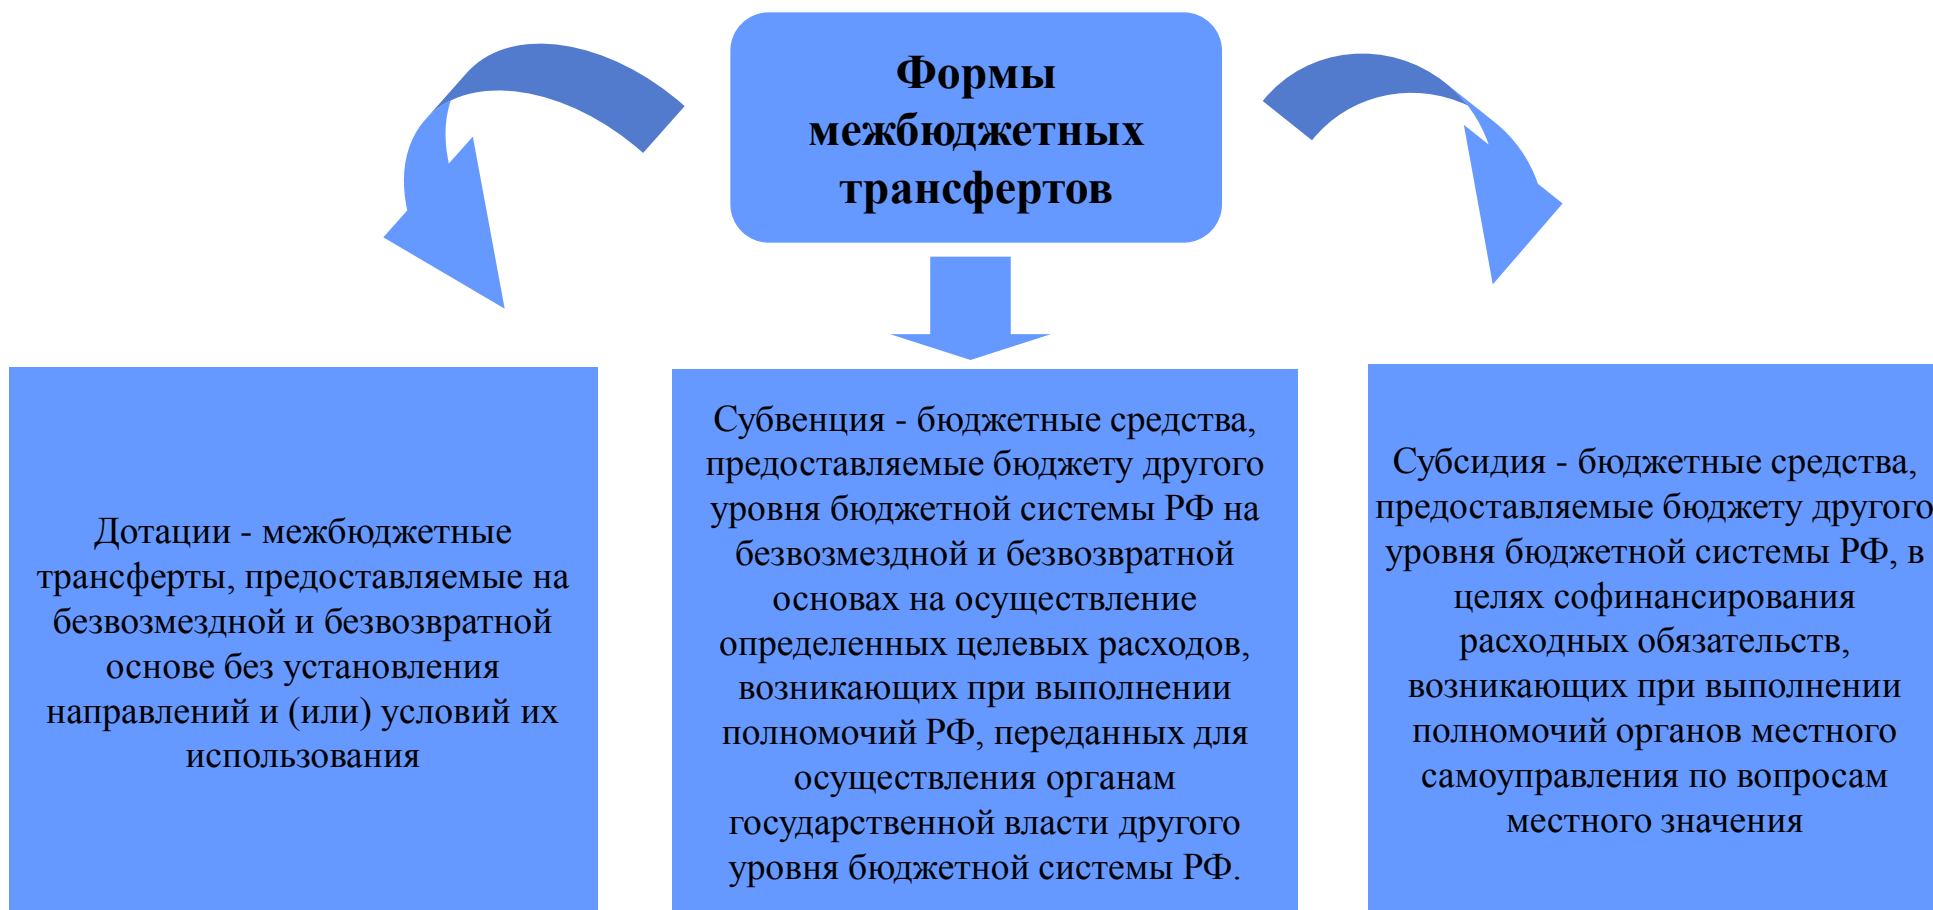 Формы
межбюджетных
трансфертов
Дотации - межбюджетные
трансферты, предоставляемые на
безвозмездной и безвозвратной
основе без установления
направлений и (или) условий их
использования
Субвенция - бюджетные средства,
предоставляемые бюджету другого
уровня бюджетной системы РФ на
безвозмездной и безвозвратной
основах на осуществление
определенных целевых расходов,
возникающих при выполнении
полномочий РФ, переданных для
осуществления органам
государственной власти другого
уровня бюджетной системы РФ.
Субсидия - бюджетные средства,
предоставляемые бюджету другого
уровня бюджетной системы РФ, в
целях софинансирования
расходных обязательств,
возникающих при выполнении
полномочий органов местного
самоуправления по вопросам
местного значения